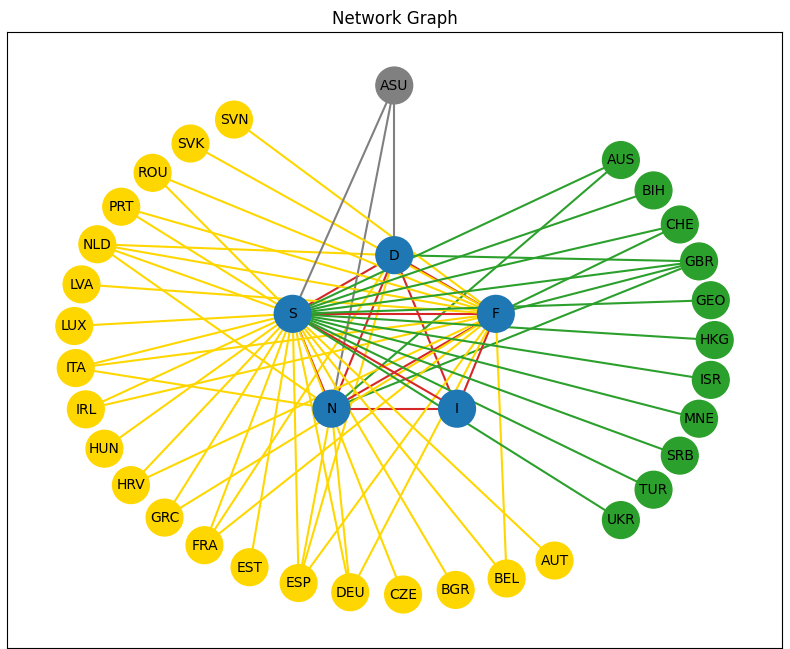 Network Graph
ASU
SVN
SVK
ROU
PRT
NLD
LVA
LUX
ITA
IRL
HUN
HRV
GRC
FRA
EST
ESP
DEU
CZE
BGR
BEL
AUT
D
S
F
N
I
AUS
BIH
CHE
GBR
GEO
HKG
ISR
MNE
SRB
TUR
UKR